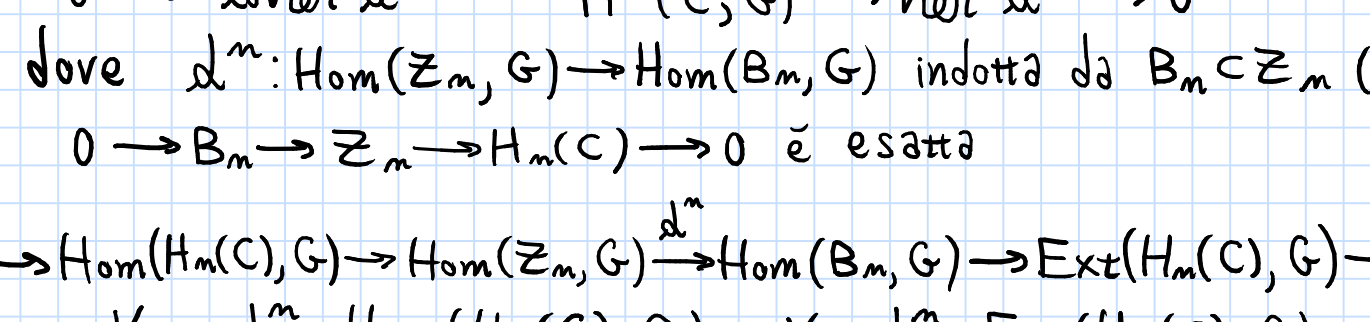 dove d^n: Hom(Z_n, G) → Hom(B_n, G) indotta da B_n ⊂ Z_n (
0 → B_n → Z_n → H_n(C) → 0 è esatta
→ Hom(H_n(C), G) → Hom(Z_n, G) →^{d^n} Hom(B_n, G) → Ext(H_n(C), G) −